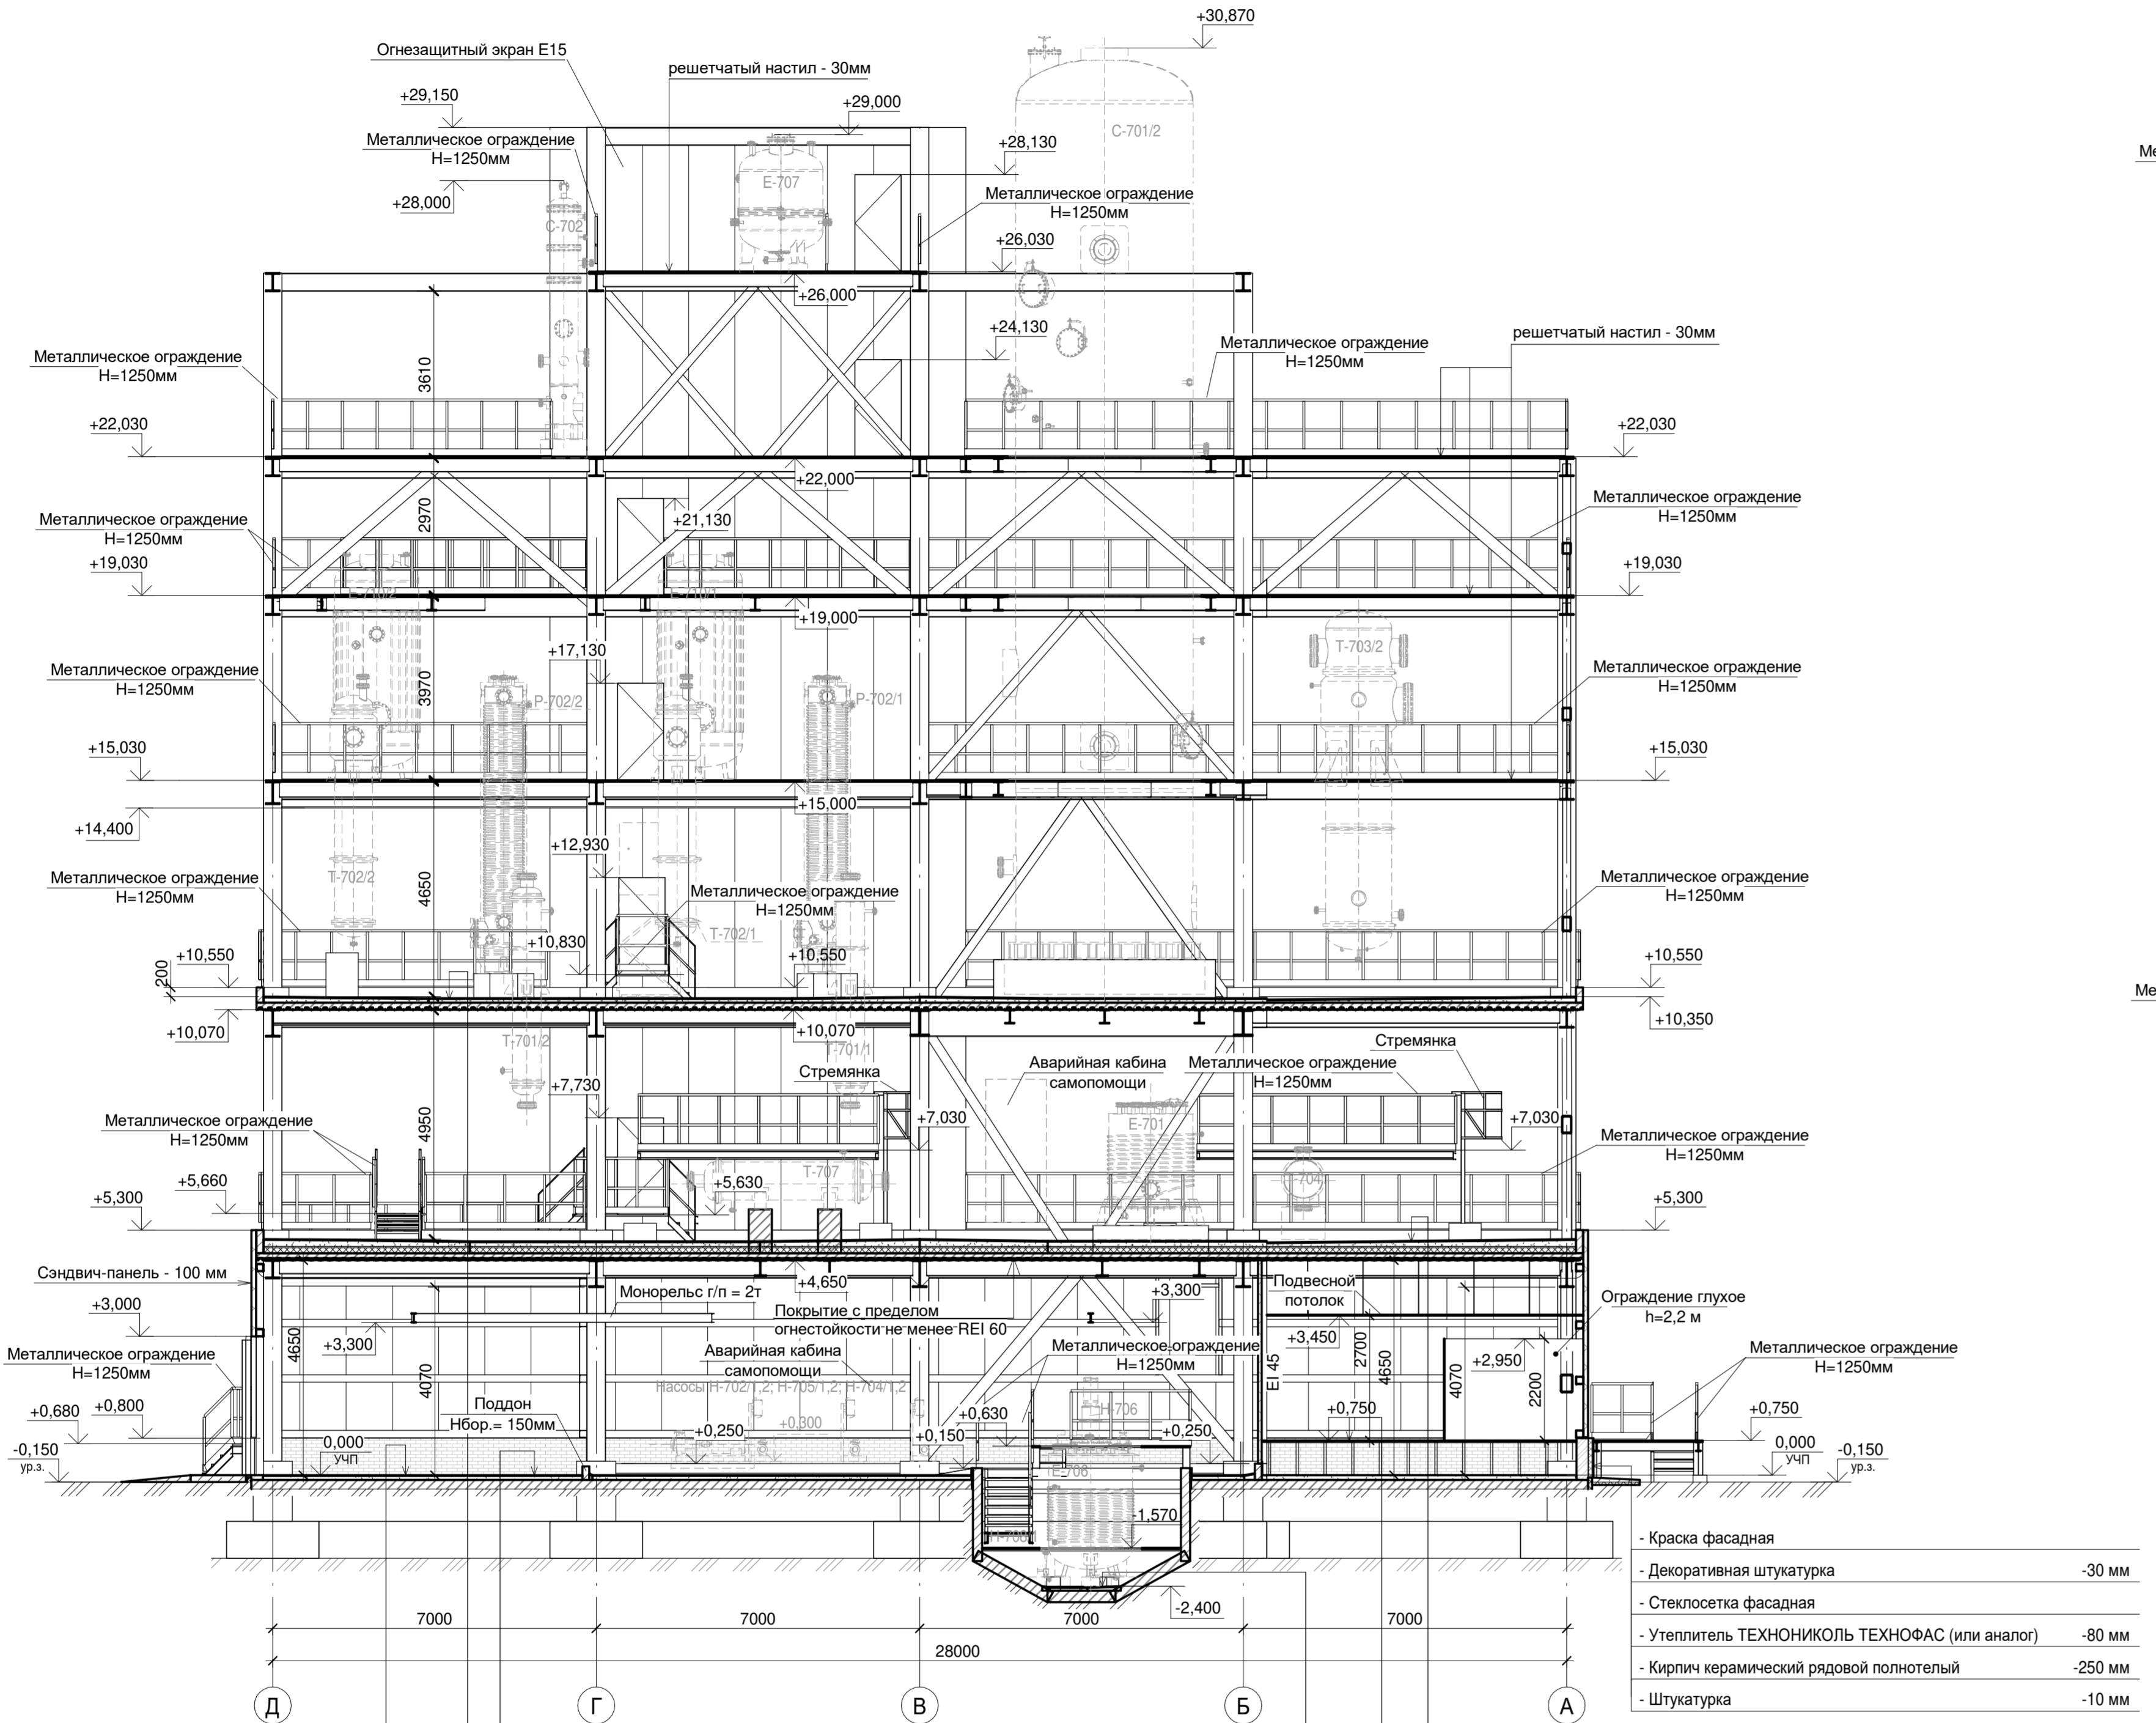 +30,870
Огнезащитный экран Е15
решетчатый настил - 30мм
+29,150
+29,000
Ме
Металлическое ограждение
Н=1250мм
С-701/2
+28,130
+28,000
Е-707
Металлическое ограждение
Н=1250мм
С-702
+26,030
+26,000
+24,130
решетчатый настил - 30мм
Металлическое ограждение
Н=1250мм
Металлическое ограждение
Н=1250мм
3610
+22,030
+22,030
+22,000
Металлическое ограждение
Н=1250мм
2970
+21,130
Металлическое ограждение
Н=1250мм
+19,030
+19,030
+19,000
+17,130
Т-703/2
Металлическое ограждение
Н=1250мм
3970
Р-702/2
Р-702/1
Металлическое ограждение
Н=1250мм
+15,030
+15,030
+15,000
+14,400
+12,930
Т-702/2
Металлическое ограждение
Н=1250мм
4650
Металлическое ограждение
Н=1250мм
Металлическое ограждение
Н=1250мм
Т-702/1
+10,830
200
+10,550
+10,550
+10,550
Ме
+10,070
+10,070
+10,350
Т-701/2
Т-701/1
Стремянка
Аварийная кабина
самопомощи
Металлическое ограждение
Н=1250мм
Стремянка
+7,730
4950
+7,030
Е-701
+7,030
Металлическое ограждение
Н=1250мм
Металлическое ограждение
Н=1250мм
Т-707
Т-704
+5,660
+5,630
+5,300
+5,300
Сэндвич-панель - 100 мм
+4,650
Монорельс г/п = 2т
+3,300
Подвесной
потолок
Покрытие с пределом
огнестойкости не менее REI 60
Ограждение глухое
h=2,2 м
+3,000
4650
+3,300
+3,450
2700
4650
+2,950
Металлическое ограждение
Н=1250мм
4070
Аварийная кабина
самопомощи
Металлическое ограждение
Н=1250мм
EI 45
4070
2200
Металлическое ограждение
Н=1250мм
Насосы Н-702/1,2; Н-705/1,2; Н-704/1,2
Поддон
Нбор.= 150мм
Н-706
+0,680
+0,800
+0,300
+0,630
+0,750
+0,750
-0,150
ур.з.
0,000
УЧП
+0,250
+0,150
+0,250
0,000
УЧП
-0,150
ур.з.
Е-706
-1,570
- Краска фасадная
- Декоративная штукатурка -30 мм
- Стеклосетка фасадная
- Утеплитель ТЕХНОНИКОЛЬ ТЕХНОФАС (или аналог) -80 мм
- Кирпич керамический рядовой полнотелый -250 мм
- Штукатурка -10 мм
-2,400
7000
7000
7000
7000
28000
Д
Г
В
Б
А